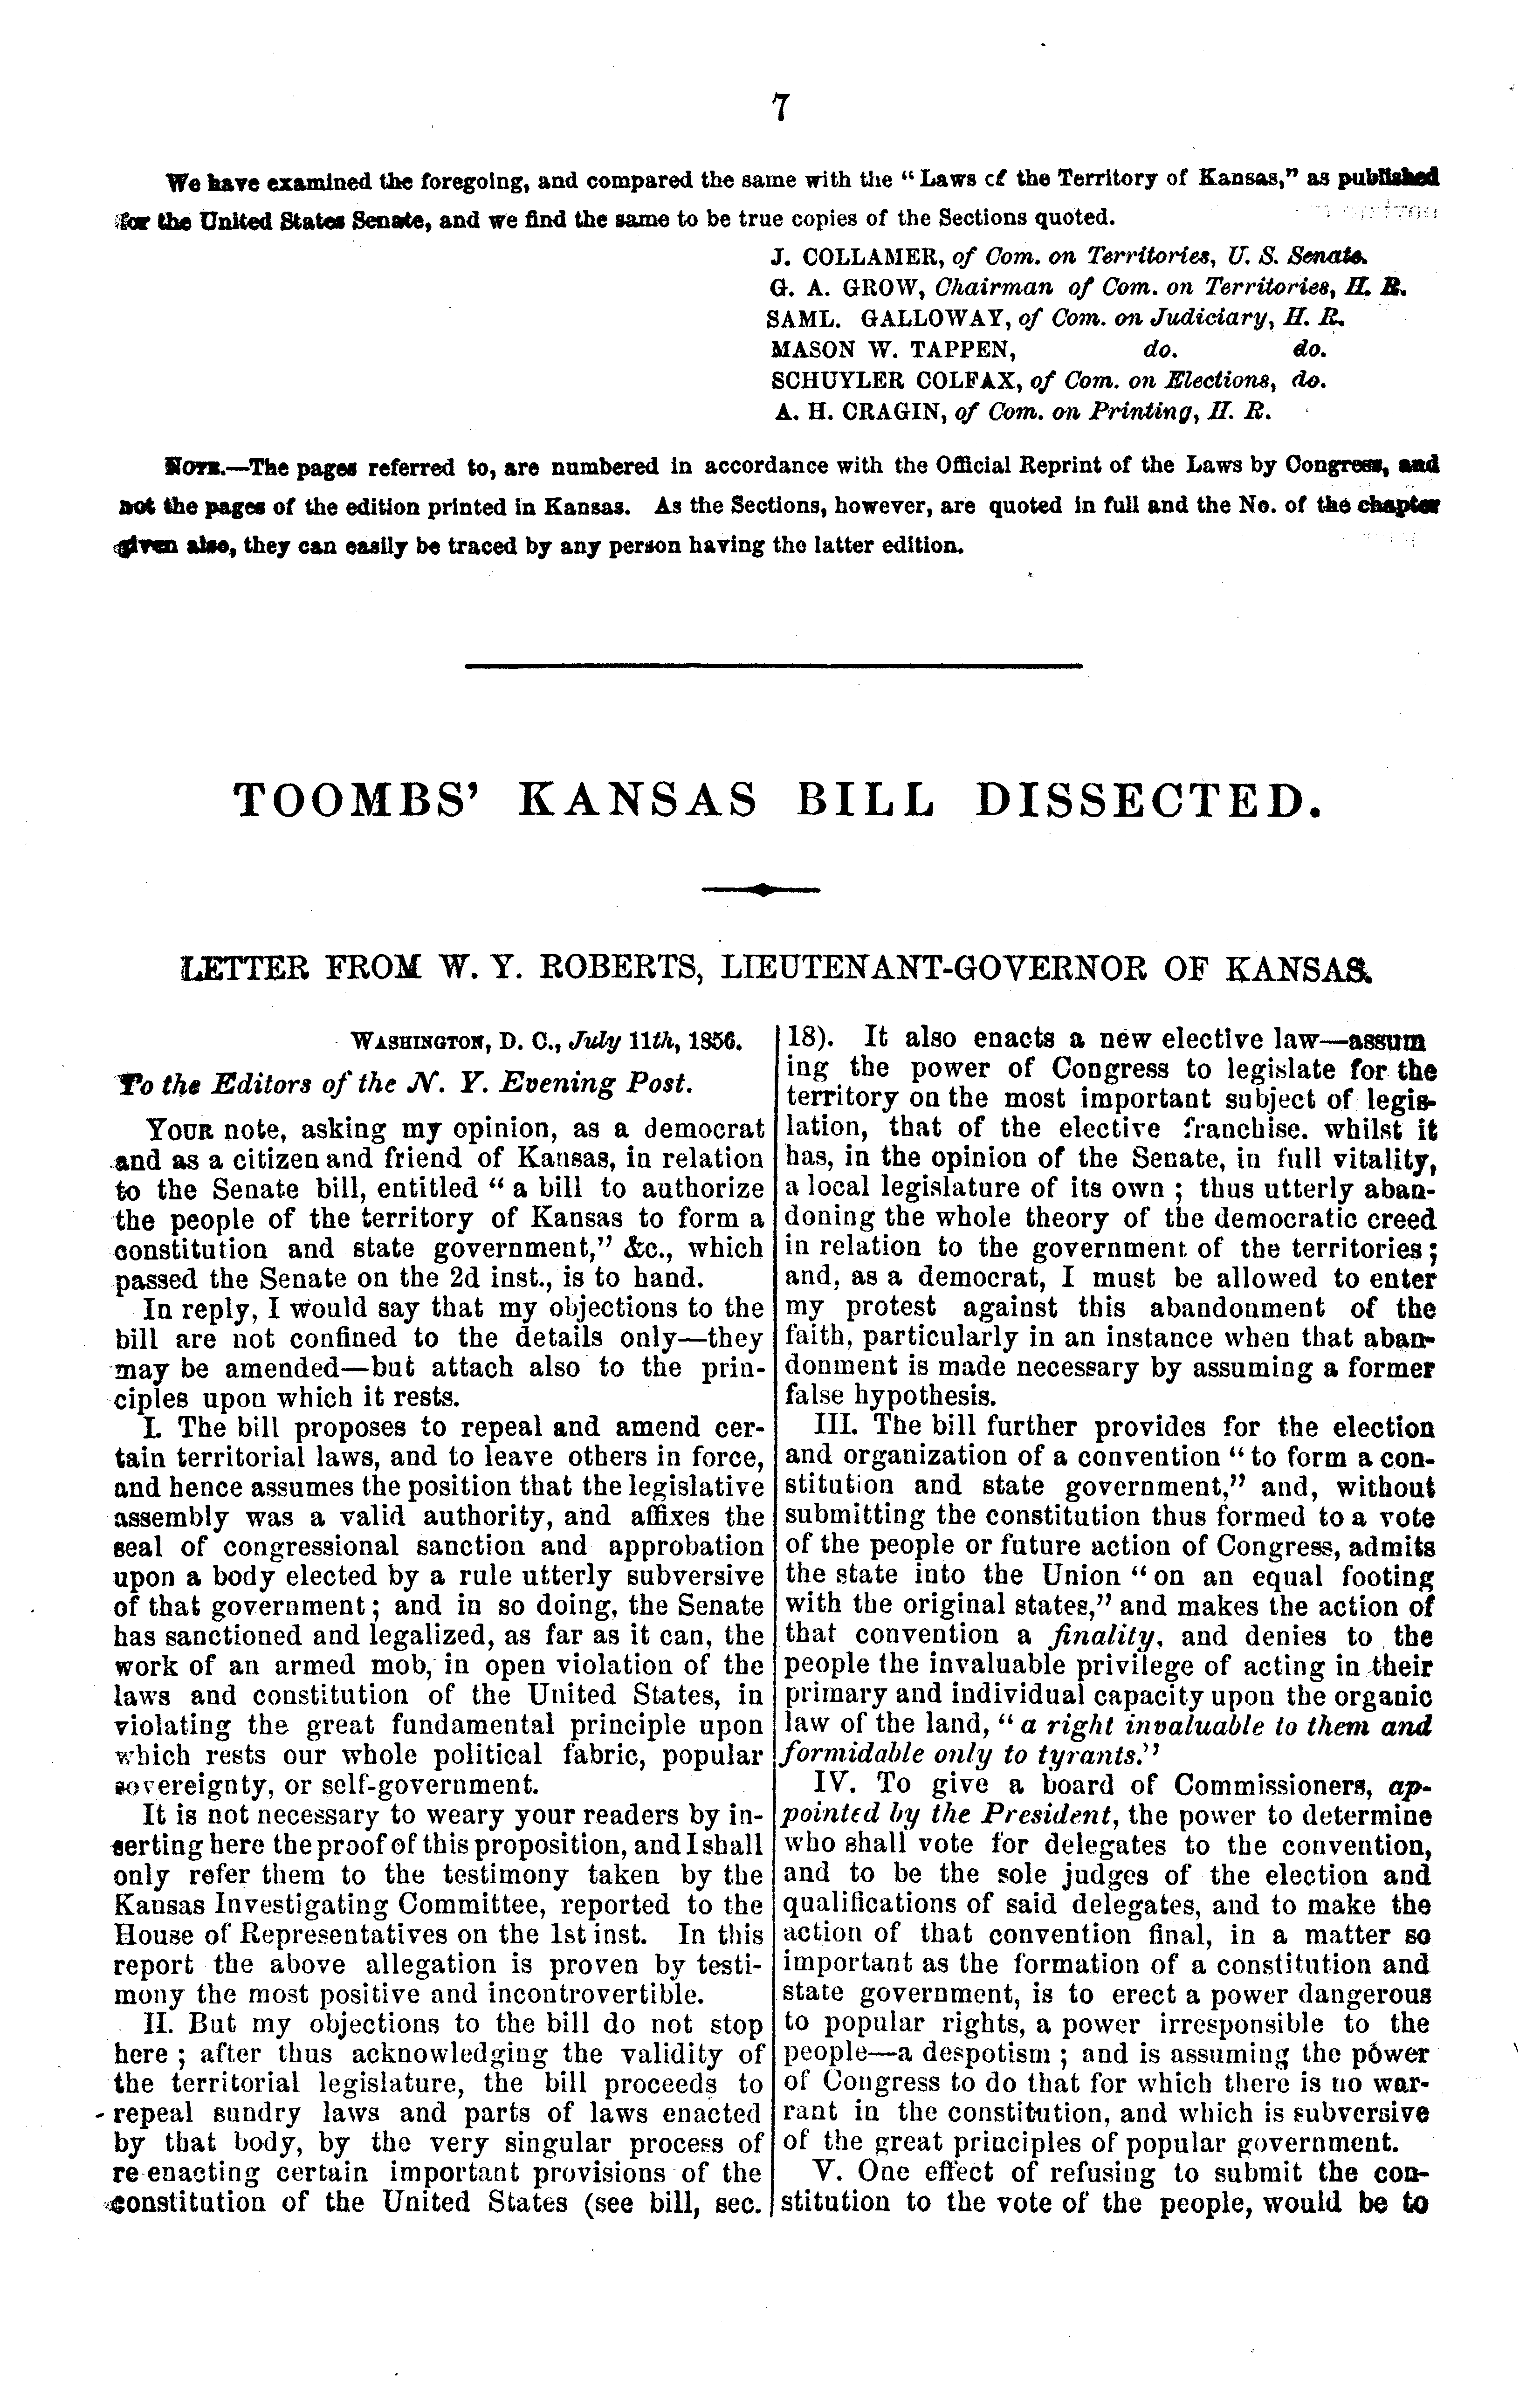 7
We have examined the foregoing, and compared the same with the "Laws of the Territory of Kansas," as published
for the United States Senate, and we find the same to be true copies of the Sections quoted.
J. COLLAMER, of Com. on Territories, U. S. Senate.
G. A. GROW, Chairman of Com. on Territories, H. R.
SAML. GALLOWAY, of Com. on Judiciary, H. R.
MASON W. TAPPEN, do. do.
SCHUYLER COLFAX, of Com. on Elections, do.
A. H. CRAGIN, of Com. on Printing, H. R.
NOTE.—The pages referred to, are numbered in accordance with the Official Reprint of the Laws by Congress, and
not the pages of the edition printed in Kansas. As the Sections, however, are quoted in full and the No. of the chapter
given also, they can easily be traced by any person having the latter edition.
TOOMBS' KANSAS BILL DISSECTED.
LETTER FROM W. Y. ROBERTS, LIEUTENANT-GOVERNOR OF KANSAS.
WASHINGTON, D. C., July 11th, 1856.
To the Editors of the N. Y. Evening Post.
YOUR note, asking my opinion, as a democrat
and as a citizen and friend of Kansas, in relation
to the Senate bill, entitled "a bill to authorize
the people of the territory of Kansas to form a
constitution and state government," &c., which
passed the Senate on the 2d inst., is to hand.
In reply, I would say that my objections to the
bill are not confined to the details only—they
may be amended—but attach also to the prin-
ciples upon which it rests.
I. The bill proposes to repeal and amend cer-
tain territorial laws, and to leave others in force,
and hence assumes the position that the legislative
assembly was a valid authority, and affixes the
seal of congressional sanction and approbation
upon a body elected by a rule utterly subversive
of that government; and in so doing, the Senate
has sanctioned and legalized, as far as it can, the
work of an armed mob, in open violation of the
laws and constitution of the United States, in
violating the great fundamental principle upon
which rests our whole political fabric, popular
sovereignty, or self-government.
It is not necessary to weary your readers by in-
serting here the proof of this proposition, and I shall
only refer them to the testimony taken by the
Kansas Investigating Committee, reported to the
House of Representatives on the 1st inst. In this
report the above allegation is proven by testi-
mony the most positive and incontrovertible.
II. But my objections to the bill do not stop
here; after thus acknowledging the validity of
the territorial legislature, the bill proceeds to
repeal sundry laws and parts of laws enacted
by that body, by the very singular process of
re-enacting certain important provisions of the
constitution of the United States (see bill, sec.
18). It also enacts a new elective law—assum
ing the power of Congress to legislate for the
territory on the most important subject of legis-
lation, that of the elective franchise. whilst it
has, in the opinion of the Senate, in full vitality,
a local legislature of its own; thus utterly aban-
doning the whole theory of the democratic creed
in relation to the government of the territories;
and, as a democrat, I must be allowed to enter
my protest against this abandonment of the
faith, particularly in an instance when that aban-
donment is made necessary by assuming a former
false hypothesis.
III. The bill further provides for the election
and organization of a convention "to form a con-
stitution and state government," and, without
submitting the constitution thus formed to a vote
of the people or future action of Congress, admits
the state into the Union "on an equal footing
with the original states," and makes the action of
that convention a finality, and denies to the
people the invaluable privilege of acting in their
primary and individual capacity upon the organic
law of the land, "a right invaluable to them and
formidable only to tyrants."
IV. To give a board of Commissioners, ap-
pointed by the President, the power to determine
who shall vote for delegates to the convention,
and to be the sole judges of the election and
qualifications of said delegates, and to make the
action of that convention final, in a matter so
important as the formation of a constitution and
state government, is to erect a power dangerous
to popular rights, a power irresponsible to the
people—a despotism; and is assuming the power
of Congress to do that for which there is no war-
rant in the constitution, and which is subversive
of the great principles of popular government.
V. One effect of refusing to submit the con-
stitution to the vote of the people, would be to